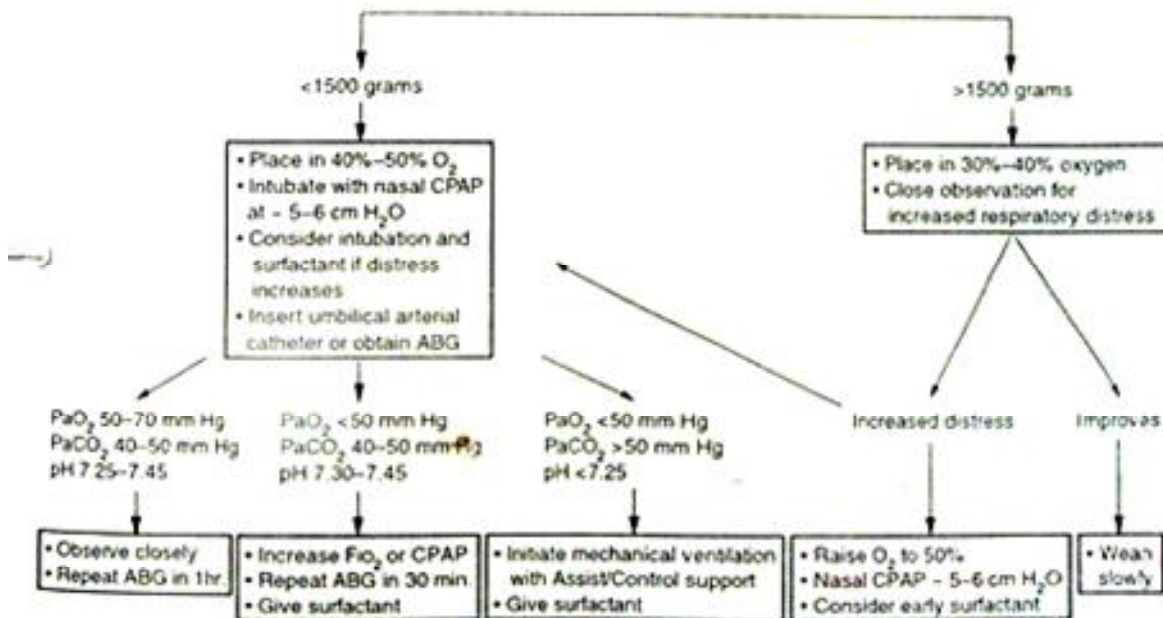 <1500 grams
>1500 grams
• Place in 40%–50% O₂
• Intubate with nasal CPAP
at ~ 5–6 cm H₂O
• Consider intubation and
surfactant if distress
increases
• Insert umbilical arterial
catheter or obtain ABG
• Place in 30%–40% oxygen
• Close observation for
increased respiratory distress
PaO₂ 50–70 mm Hg
PaCO₂ 40–50 mm Hg
pH 7.25–7.45
PaO₂ <50 mm Hg
PaCO₂ 40–50 mm Hg
pH 7.30–7.45
PaO₂ <50 mm Hg
PaCO₂ >50 mm Hg
pH <7.25
Increased distress
Improves
• Observe closely
• Repeat ABG in 1hr.
• Increase FIO₂ or CPAP
• Repeat ABG in 30 min.
• Give surfactant
• Initiate mechanical ventilation
with Assist/Control support
• Give surfactant
• Raise O₂ to 50%
• Nasal CPAP ~ 5–6 cm H₂O
• Consider early surfactant
• Wean
slowly